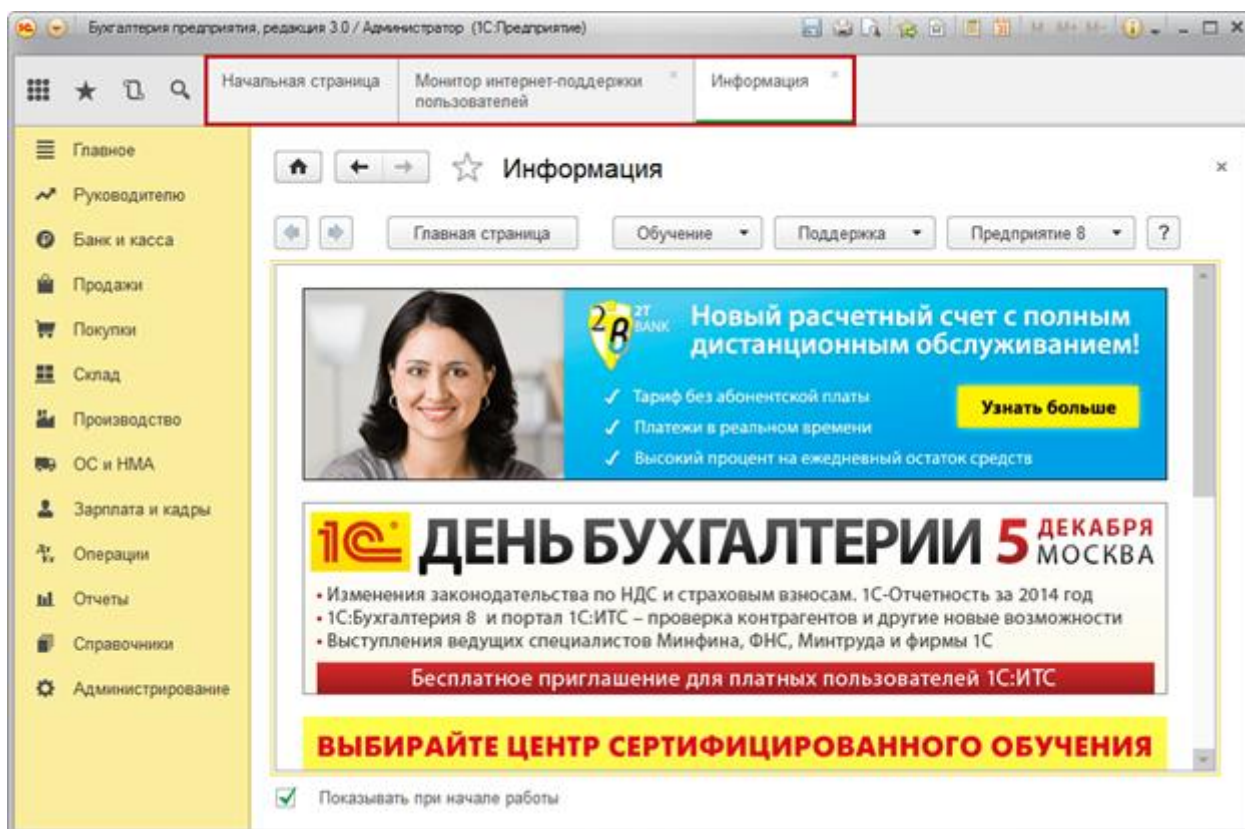 Бухгалтерия предприятия, редакция 3.0 / Администратор (1С:Предприятие)
M M+ M-
Начальная страница
Монитор интернет-поддержки
пользователей
Информация
Главное
Руководителю
Банк и касса
Продажи
Покупки
Склад
Производство
ОС и НМА
Зарплата и кадры
Операции
Отчеты
Справочники
Администрирование
Информация
Главная страница
Обучение
Поддержка
Предприятие 8
?
2T
BANK
Новый расчетный счет с полным
дистанционным обслуживанием!
Тариф без абонентской платы
Платежи в реальном времени
Высокий процент на ежедневный остаток средств
Узнать больше
1С ДЕНЬ БУХГАЛТЕРИИ 5 ДЕКАБРЯ
МОСКВА
• Изменения законодательства по НДС и страховым взносам. 1С-Отчетность за 2014 год
• 1С:Бухгалтерия 8 и портал 1С:ИТС – проверка контрагентов и другие новые возможности
• Выступления ведущих специалистов Минфина, ФНС, Минтруда и фирмы 1С
Бесплатное приглашение для платных пользователей 1С:ИТС
ВЫБИРАЙТЕ ЦЕНТР СЕРТИФИЦИРОВАННОГО ОБУЧЕНИЯ
Показывать при начале работы